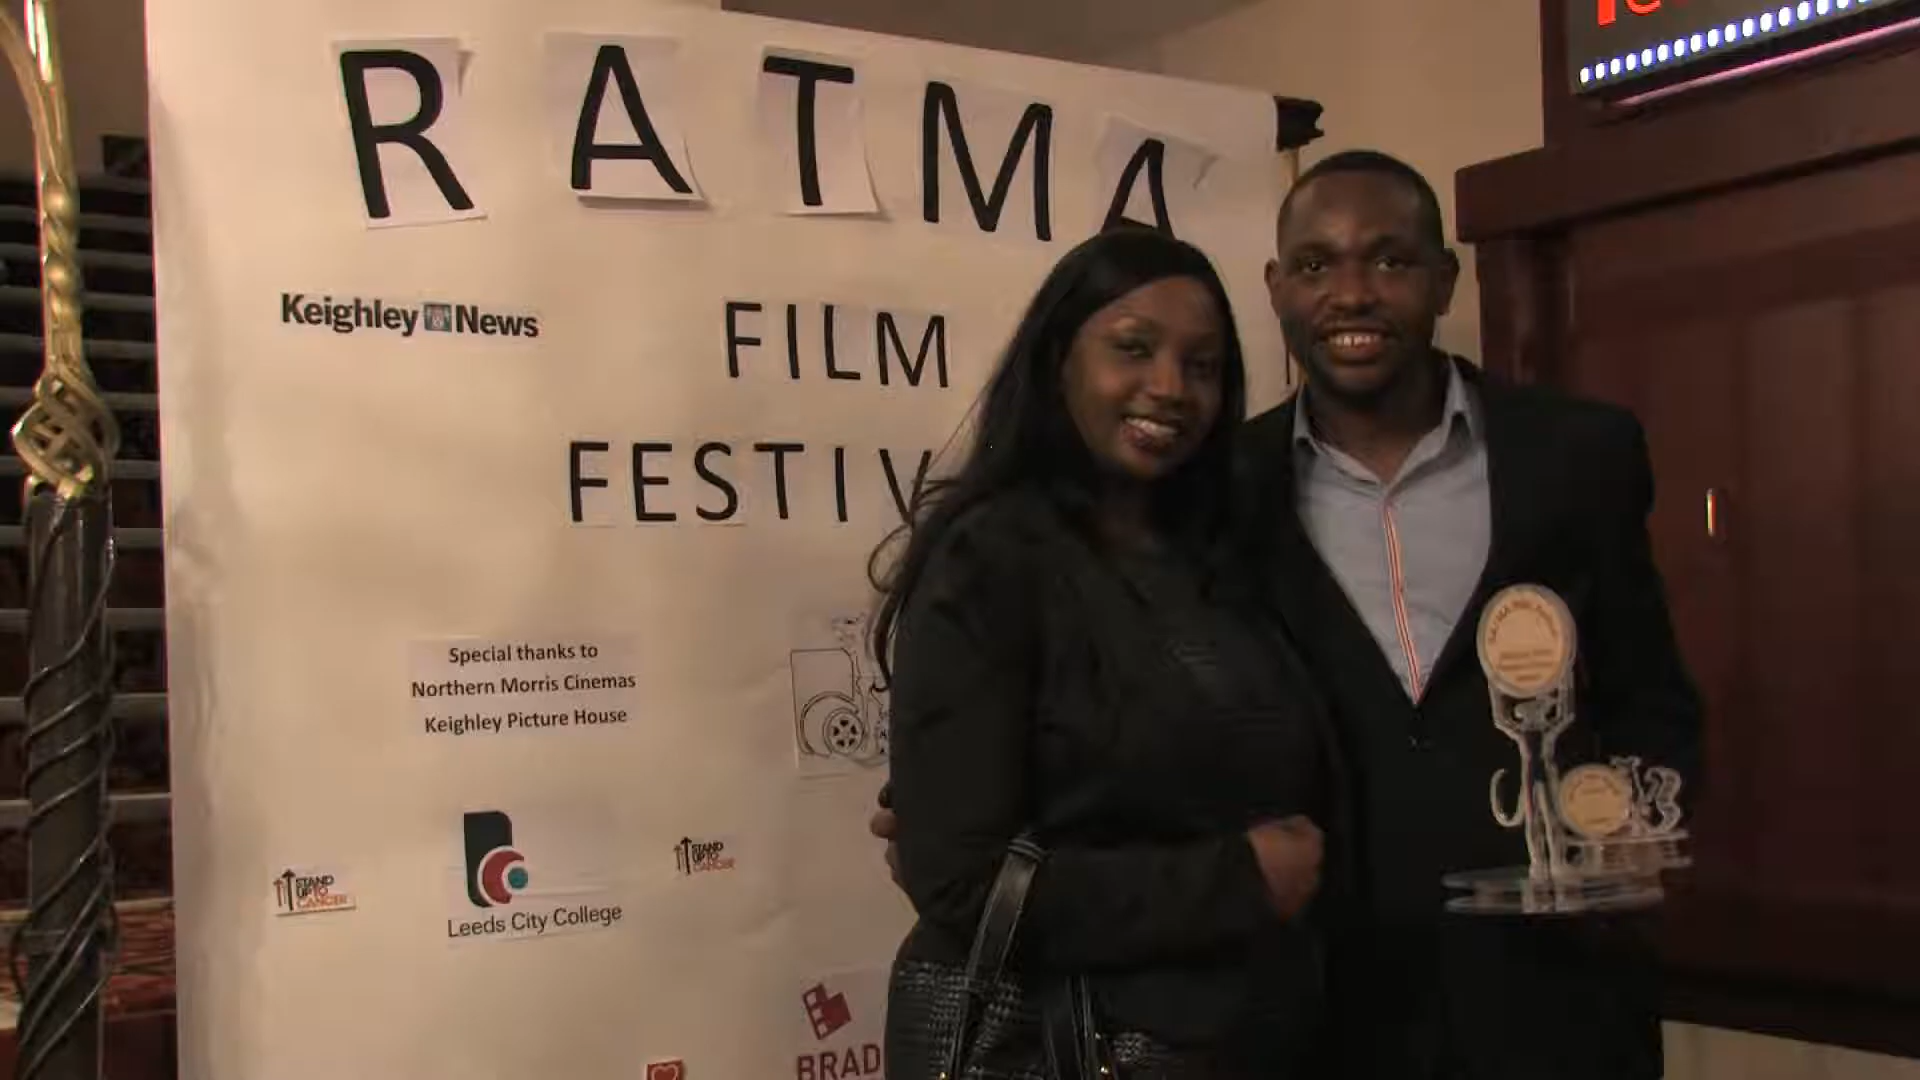 RATMA
Keighley News
FILM
FESTIV
Special thanks to
Northern Morris Cinemas
Keighley Picture House
STAND
UP TO
CANCER
STAND
UP TO
CANCER
Leeds City College
BRAD